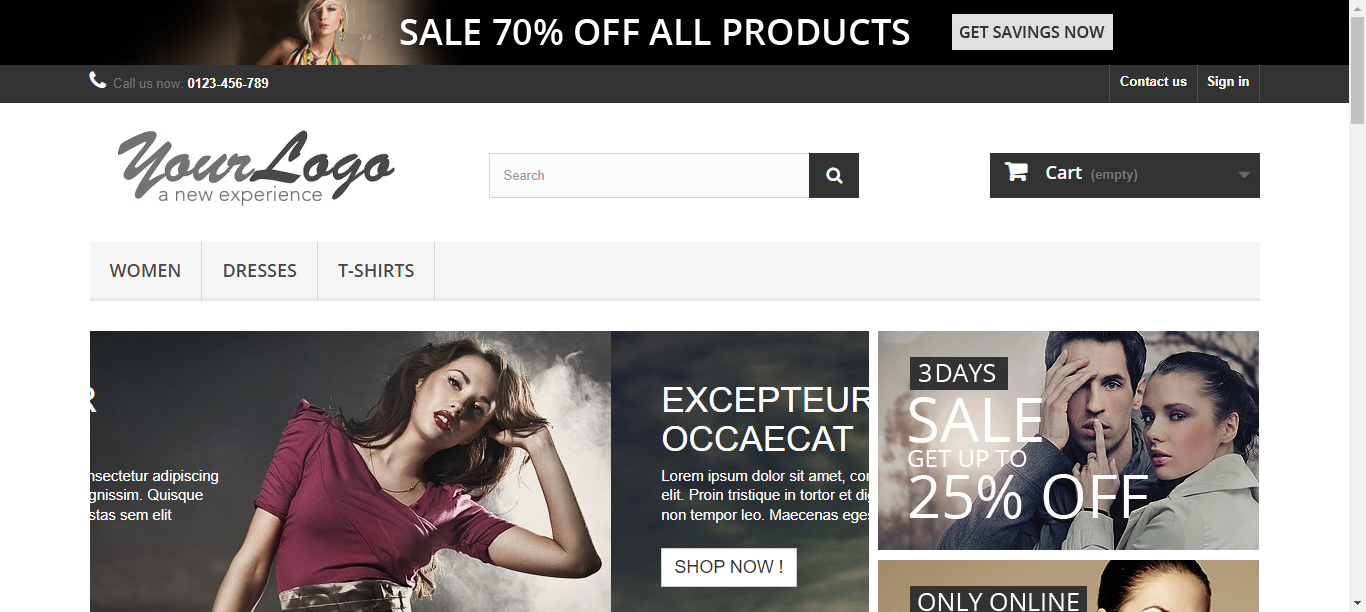 SALE 70% OFF ALL PRODUCTS
GET SAVINGS NOW
Call us now: 0123-456-789
Contact us
Sign in
YourLogo
a new experience
Search
Cart (empty)
WOMEN
DRESSES
T-SHIRTS
R
nsectetur adipiscing
gnissim. Quisque
stas sem elit
EXCEPTEUR
OCCAECAT
Lorem ipsum dolor sit amet, con
elit. Proin tristique in tortor et dig
non tempor leo. Maecenas eges
SHOP NOW !
3 DAYS
SALE
GET UP TO
25% OFF
ONLY ONLINE